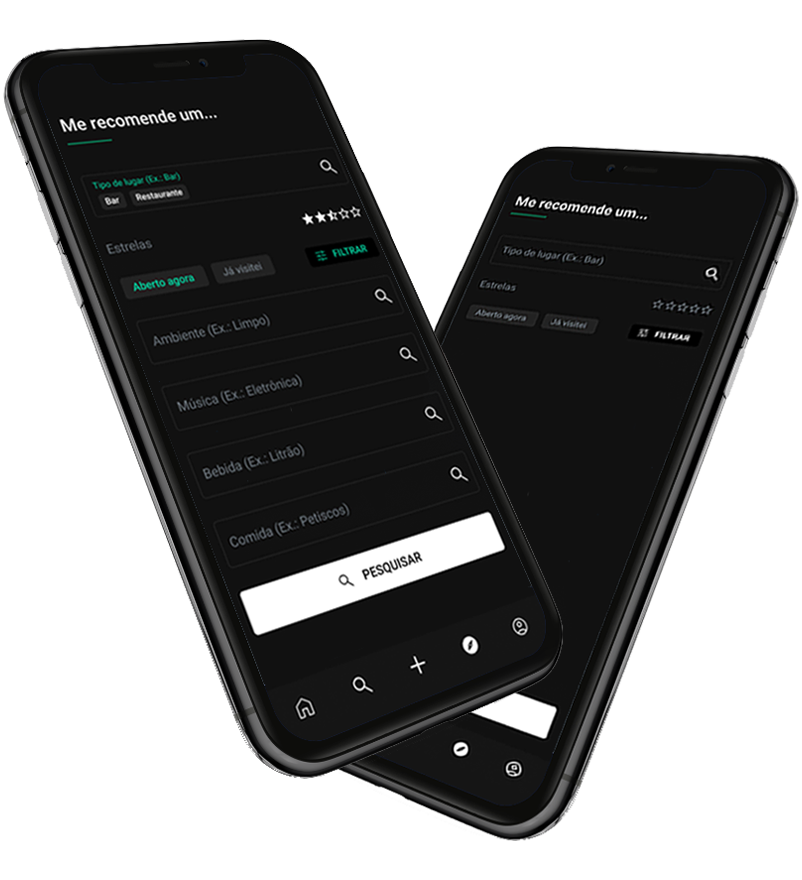 Me recomende um...
Tipo de lugar (Ex.: Bar)
Bar Restaurante
Estrelas
Aberto agora Já visitei FILTRAR
Ambiente (Ex.: Limpo)
Música (Ex.: Eletrônica)
Bebida (Ex.: Litrão)
Comida (Ex.: Petiscos)
PESQUISAR
Me recomende um...
Tipo de lugar (Ex.: Bar)
Estrelas
Aberto agora Já visitei FILTRAR